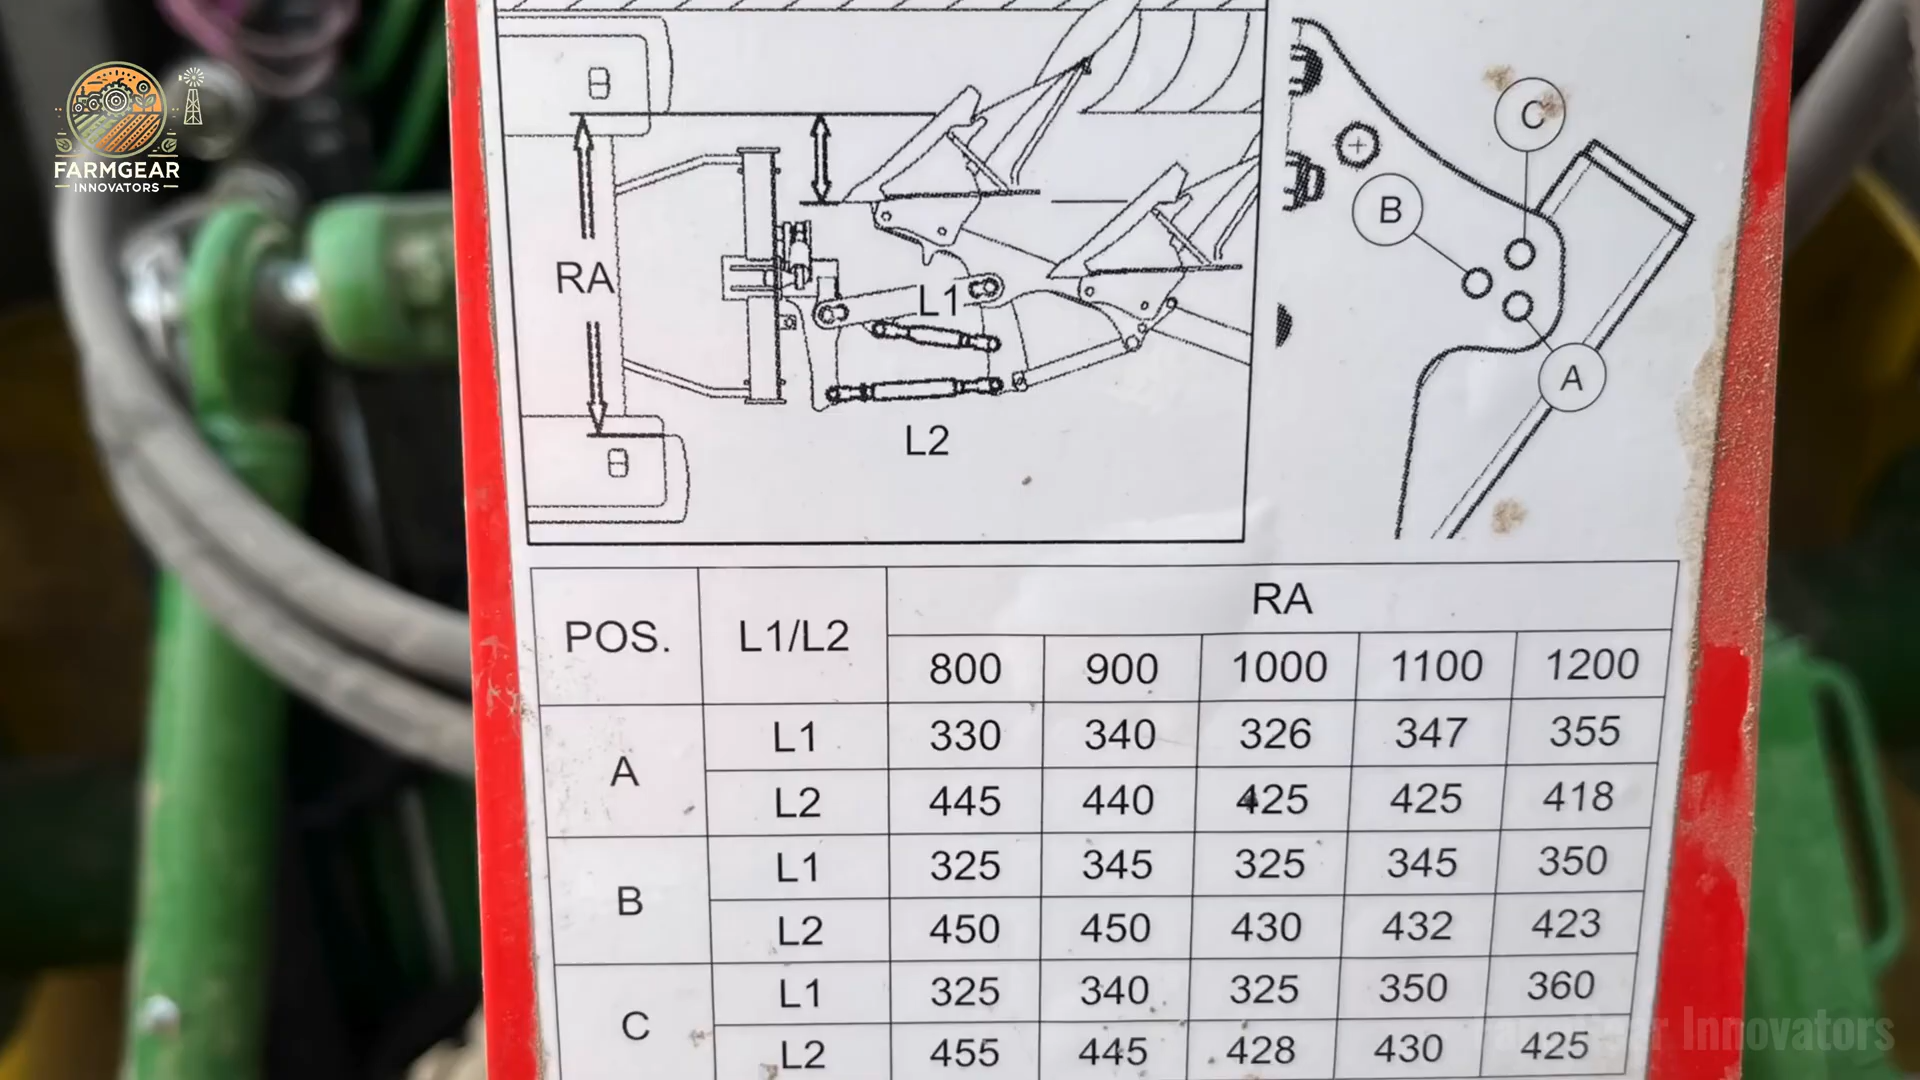 FARMGEAR
INNOVATORS
RA
L1
L2
C
B
A
POS. L1/L2 RA
800 900 1000 1100 1200
A L1 330 340 326 347 355
L2 445 440 425 425 418
B L1 325 345 325 345 350
L2 450 450 430 432 423
C L1 325 340 325 350 360
L2 455 445 428 430 425
Innovators